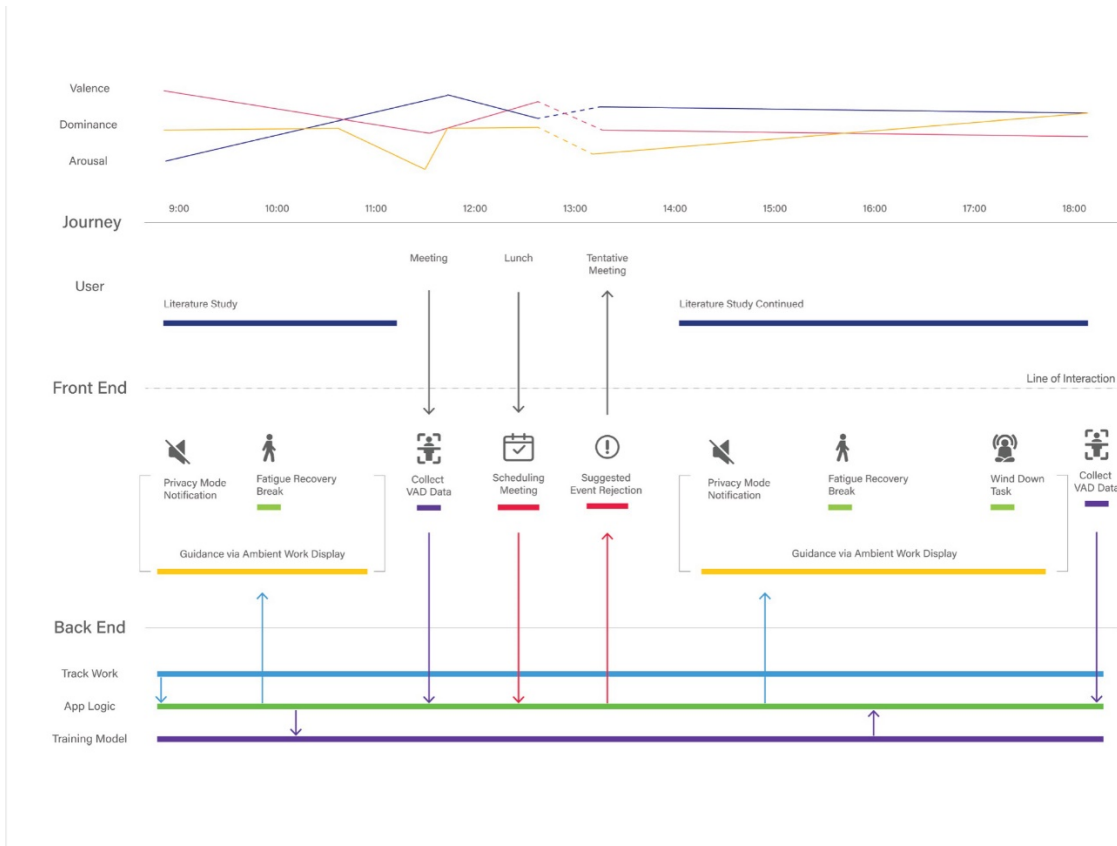 Valence
Dominance
Arousal
9:00 10:00 11:00 12:00 13:00 14:00 15:00 16:00 17:00 18:00
Journey
Meeting Lunch Tentative
Meeting
User
Literature Study Literature Study Continued
Front End
Line of Interaction
Privacy Mode
Notification
Fatigue Recovery
Break
Collect
VAD Data
Scheduling
Meeting
Suggested
Event Rejection
Privacy Mode
Notification
Fatigue Recovery
Break
Wind Down
Task
Collect
VAD Data
Guidance via Ambient Work Display Guidance via Ambient Work Display
Back End
Track Work
App Logic
Training Model